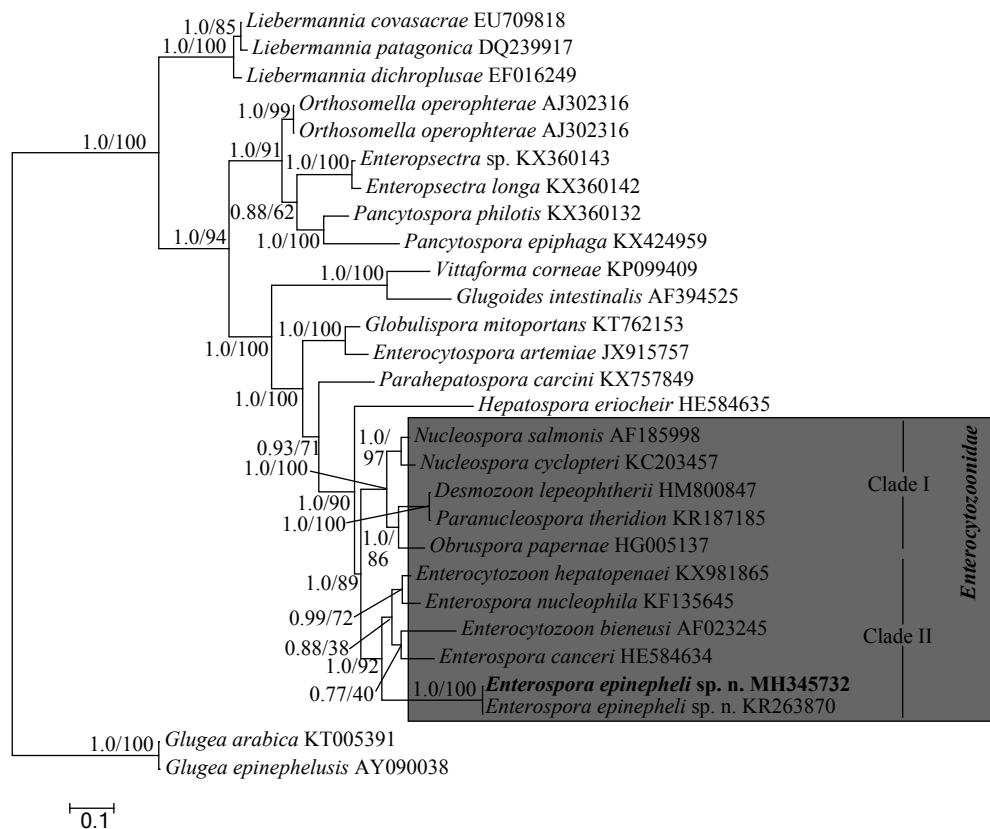 1.0/85
Liebermannia covasacrae EU709818
1.0/100
Liebermannia patagonica DQ239917
Liebermannia dichroplusae EF016249
Orthosomella operophterae AJ302316
1.0/99
Orthosomella operophterae AJ302316
1.0/100
1.0/91
1.0/100
Enteropsectra sp. KX360143
Enteropsectra longa KX360142
0.88/62
Pancytospora philotis KX360132
1.0/94
1.0/100
Pancytospora epiphaga KX424959
1.0/100
Vittaforma corneae KP099409
Glugoides intestinalis AF394525
1.0/100
Globulispora mitoportans KT762153
1.0/100
Enterocytospora artemiae JX915757
Parahepatospora carcini KX757849
1.0/100
Hepatospora eriocheir HE584635
1.0/
97
Nucleospora salmonis AF185998
0.93/71
Nucleospora cyclopteri KC203457
1.0/100
Clade I
Desmozoon lepeophtherii HM800847
1.0/90
1.0/100
Paranucleospora theridion KR187185
1.0/
86
Obruspora papernae HG005137
Enterocytozoonidae
1.0/89
Enterocytozoon hepatopenaei KX981865
0.99/72
Enterospora nucleophila KF135645
Enterocytozoon bieneusi AF023245
Clade II
0.88/38
1.0/92
Enterospora canceri HE584634
0.77/40
1.0/100
Enterospora epinepheli sp. n. MH345732
Enterospora epinepheli sp. n. KR263870
1.0/100
Glugea arabica KT005391
Glugea epinephelusis AY090038
0.1